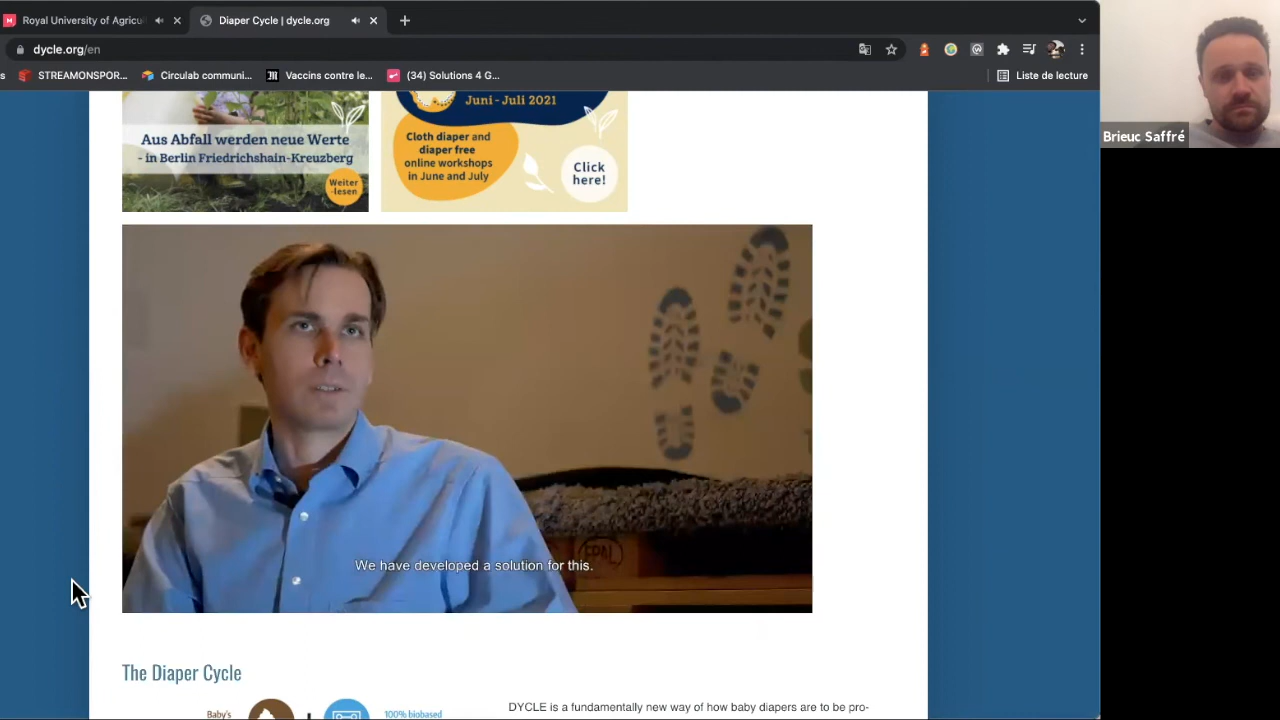 Royal University of Agricu
Diaper Cycle | dycle.org
dycle.org/en
s
STREAMONSPOR...
Circulab communi...
Vaccins contre le...
(34) Solutions 4 G...
Liste de lecture
Brieuc Saffré
Aus Abfall werden neue Werte
- in Berlin Friedrichshain-Kreuzberg
Weiter
-lesen
Juni - Juli 2021
Cloth diaper and
diaper free
online workshops
in June and July
Click
here!
EPAL
We have developed a solution for this.
The Diaper Cycle
Baby's
100% biobased
DYCLE is a fundamentally new way of how baby diapers are to be pro-